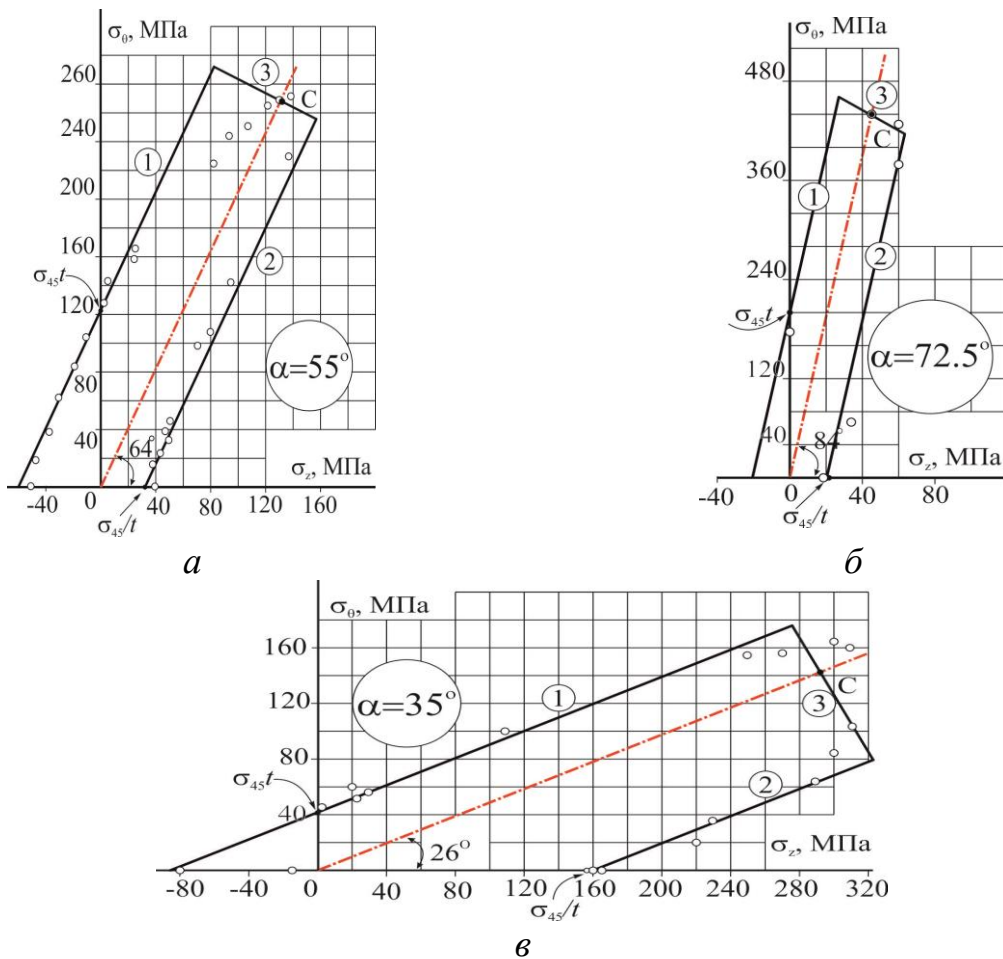 σθ, МПа
260
240
200
160
σ45t
120
80
40
1
2
3
C
α=55°
64
σz, МПа
-40 0 40 80 120 160
σ45/t
а
σθ, МПа
480
360
240
σ45t
120
40
1
2
3
C
α=72.5°
84
σz, МПа
-40 0 40 80
σ45/t
б
σθ, МПа
160
120
80
σ45t
40
α=35°
1
2
3
C
26°
σz, МПа
-80 -40 0 40 80 120 160 200 240 280 320
σ45/t
в